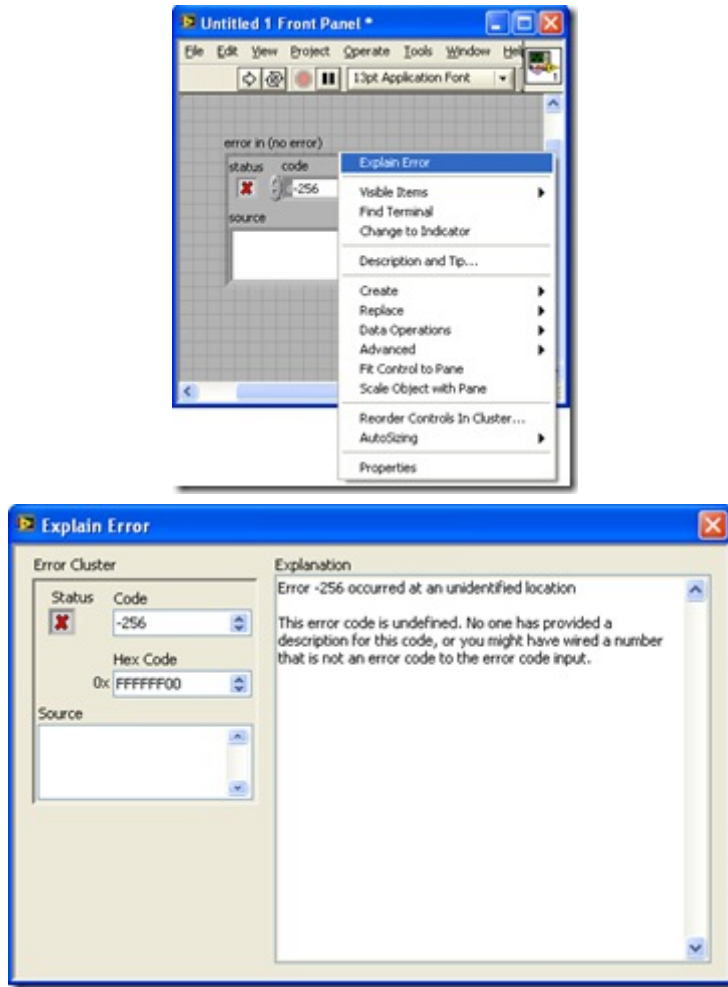 Untitled 1 Front Panel *
File Edit View Project Operate Tools Window Hel
13pt Application Font
1
error in (no error)
status code
-256
source
Explain Error
Visible Items
Find Terminal
Change to Indicator
Description and Tip...
Create
Replace
Data Operations
Advanced
Fit Control to Pane
Scale Object with Pane
Reorder Controls In Cluster...
AutoSizing
Properties
Explain Error
Error Cluster
Status Code
-256
Hex Code
0x FFFFFF00
Source
Explanation
Error -256 occurred at an unidentified location
This error code is undefined. No one has provided a
description for this code, or you might have wired a number
that is not an error code to the error code input.